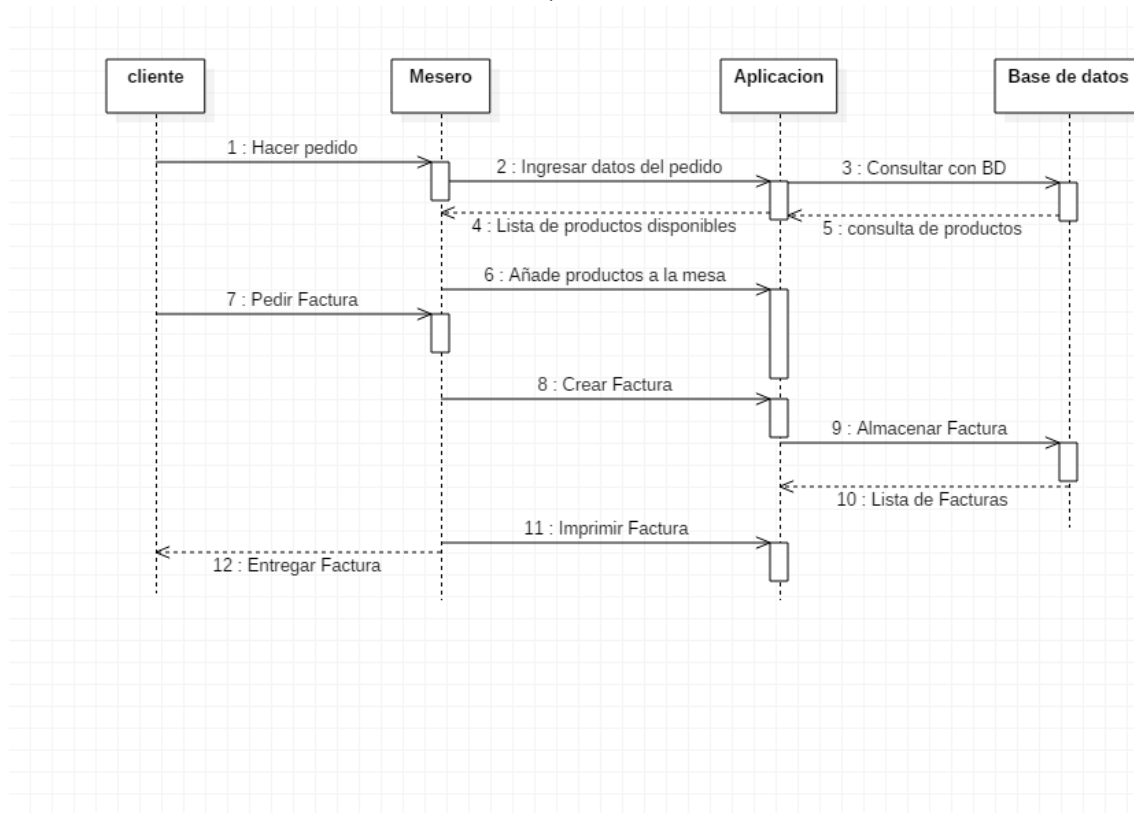 cliente
Mesero
Aplicacion
Base de datos
1 : Hacer pedido
2 : Ingresar datos del pedido
3 : Consultar con BD
4 : Lista de productos disponibles
5 : consulta de productos
6 : Añade productos a la mesa
7 : Pedir Factura
8 : Crear Factura
9 : Almacenar Factura
10 : Lista de Facturas
11 : Imprimir Factura
12 : Entregar Factura